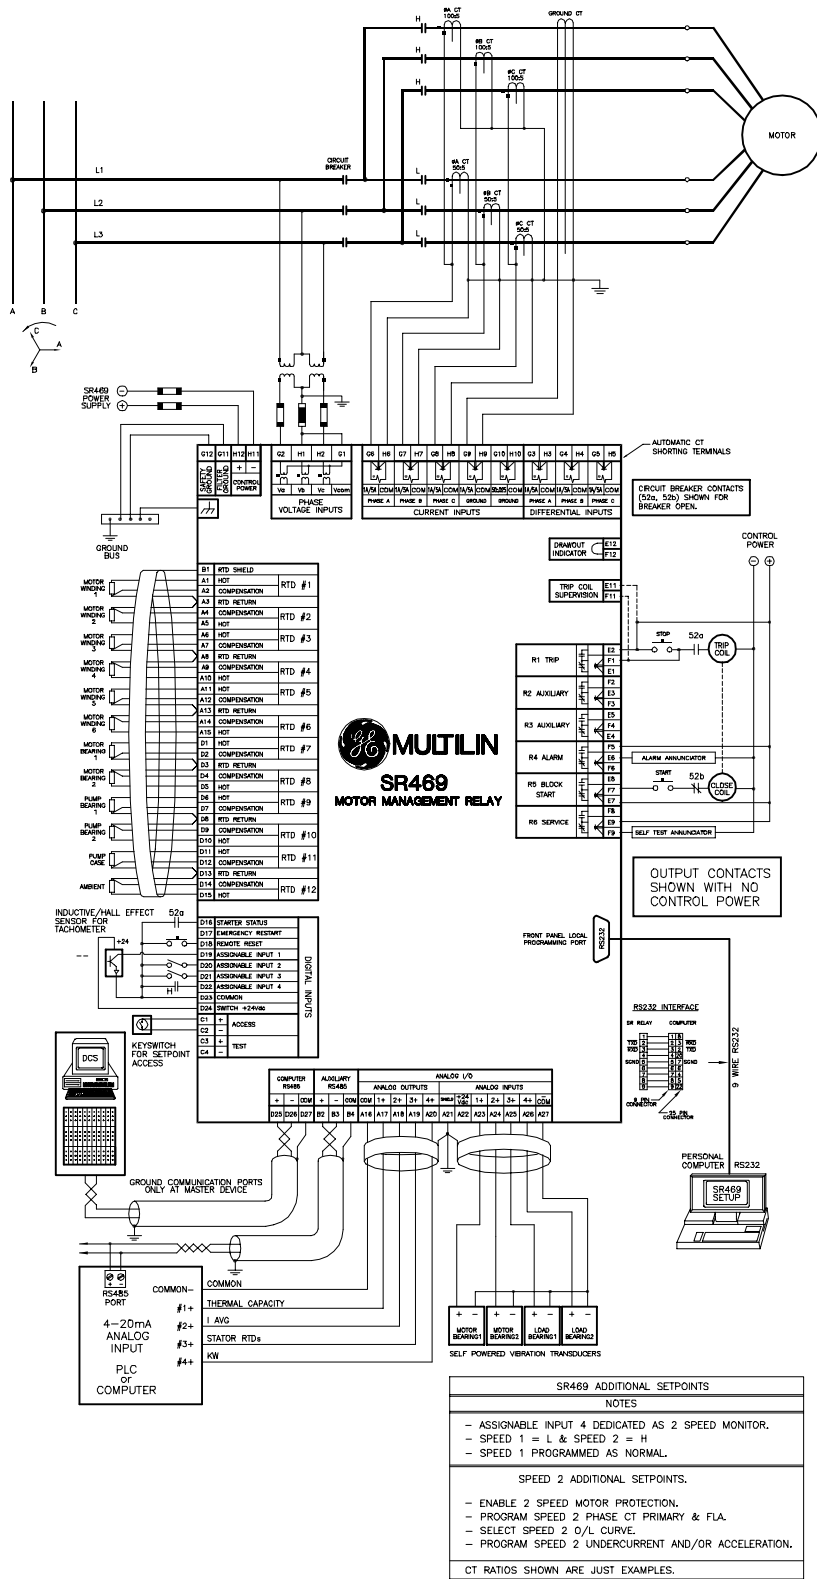 H
øA CT
100:5
GROUND CT
H
øB CT
100:5
H
øC CT
100:5
MOTOR
L1
CIRCUIT
BREAKER
L
øA CT
50:5
L2
L
øB CT
50:5
L3
L
øC CT
50:5
A B C
C
A
B
SR469
POWER
SUPPLY
AUTOMATIC CT
SHORTING TERMINALS
G12 G11 H12 H11
SAFETY GROUND
FILTER GROUND
+ −
CONTROL
POWER
G2 H1 H2 G1
Va Vb Vc Vcom
PHASE
VOLTAGE INPUTS
G6 H6 G7 H7 G8 H8 G9 H9 G10 H10 G3 H3 G4 H4 G5 H5
1A/5A COM 1A/5A COM 1A/5A COM 1A/5A COM 50:025 COM 1A/5A COM 1A/5A COM 1A/5A COM
PHASE A PHASE B PHASE C GROUND GROUND PHASE A PHASE B PHASE C
CURRENT INPUTS DIFFERENTIAL INPUTS
CIRCUIT BREAKER CONTACTS
(52a, 52b) SHOWN FOR
BREAKER OPEN.
GROUND
BUS
DRAWOUT
INDICATOR
E12
F12
CONTROL
POWER
TRIP COIL
SUPERVISION
E11
F11
B1 RTD SHIELD
A1 HOT
A2 COMPENSATION
RTD #1
A3 RTD RETURN
A4 COMPENSATION
A5 HOT
RTD #2
A6 HOT
A7 COMPENSATION
RTD #3
A8 RTD RETURN
A9 COMPENSATION
A10 HOT
RTD #4
A11 HOT
A12 COMPENSATION
RTD #5
A13 RTD RETURN
A14 COMPENSATION
A15 HOT
RTD #6
D1 HOT
D2 COMPENSATION
RTD #7
D3 RTD RETURN
D4 COMPENSATION
D5 HOT
RTD #8
D6 HOT
D7 COMPENSATION
RTD #9
D8 RTD RETURN
D9 COMPENSATION
D10 HOT
RTD #10
D11 HOT
D12 COMPENSATION
RTD #11
D13 RTD RETURN
D14 COMPENSATION
D15 HOT
RTD #12
MOTOR
WINDING
1
MOTOR
WINDING
2
MOTOR
WINDING
3
MOTOR
WINDING
4
MOTOR
WINDING
5
MOTOR
WINDING
6
MOTOR
BEARING
1
MOTOR
BEARING
2
PUMP
BEARING
1
PUMP
BEARING
2
PUMP
CASE
AMBIENT
GE MULTILIN
SR469
MOTOR MANAGEMENT RELAY
R1 TRIP
E2
F1
E1
STOP
52a
TRIP
COIL
R2 AUXILIARY
F2
E3
F3
R3 AUXILIARY
E5
F4
E4
R4 ALARM
F5
E6
F6
ALARM ANNUNCIATOR
R5 BLOCK
START
E8
F7
E7
START
52b
CLOSE
COIL
R6 SERVICE
F8
E9
F9
SELF TEST ANNUNCIATOR
OUTPUT CONTACTS
SHOWN WITH NO
CONTROL POWER
INDUCTIVE/HALL EFFECT
SENSOR FOR
TACHOMETER
52a
+24
--
H
D16 STARTER STATUS
D17 EMERGENCY RESTART
D18 REMOTE RESET
D19 ASSIGNABLE INPUT 1
D20 ASSIGNABLE INPUT 2
D21 ASSIGNABLE INPUT 3
D22 ASSIGNABLE INPUT 4
D23 COMMON
D24 SWITCH +24Vdc
DIGITAL INPUTS
C1 +
C2 −
ACCESS
C3 +
C4 −
TEST
KEYSWITCH
FOR SETPOINT
ACCESS
DCS
FRONT PANEL LOCAL
PROGRAMMING PORT
RS232
RS232 INTERFACE
SR RELAY COMPUTER
TXD
RXD
SGND
RXD
TXD
SGND
9 PIN
CONNECTOR
25 PIN
CONNECTOR
9 WIRE RS232
COMPUTER
RS485
AUXILIARY
RS485
ANALOG I/O
ANALOG OUTPUTS ANALOG INPUTS
+ − COM + − COM COM 1+ 2+ 3+ 4+ SHIELD +24 Vdc 1+ 2+ 3+ 4+ − COM
D25 D26 D27 B2 B3 B4 A16 A17 A18 A19 A20 A21 A22 A23 A24 A25 A26 A27
GROUND COMMUNICATION PORTS
ONLY AT MASTER DEVICE
PERSONAL
COMPUTER
RS232
SR469
SETUP
+ −
RS485
PORT
COMMON−
COMMON
#1+
THERMAL CAPACITY
#2+
I AVG
#3+
STATOR RTDs
#4+
KW
4−20mA
ANALOG
INPUT
PLC
or
COMPUTER
+ − + − + − + −
MOTOR
BEARING1
MOTOR
BEARING2
LOAD
BEARING1
LOAD
BEARING2
SELF POWERED VIBRATION TRANSDUCERS
SR469 ADDITIONAL SETPOINTS
NOTES
− ASSIGNABLE INPUT 4 DEDICATED AS 2 SPEED MONITOR.
− SPEED 1 = L & SPEED 2 = H
− SPEED 1 PROGRAMMED AS NORMAL.
SPEED 2 ADDITIONAL SETPOINTS.
− ENABLE 2 SPEED MOTOR PROTECTION.
− PROGRAM SPEED 2 PHASE CT PRIMARY & FLA.
− SELECT SPEED 2 O/L CURVE.
− PROGRAM SPEED 2 UNDERCURRENT AND/OR ACCELERATION.
CT RATIOS SHOWN ARE JUST EXAMPLES.